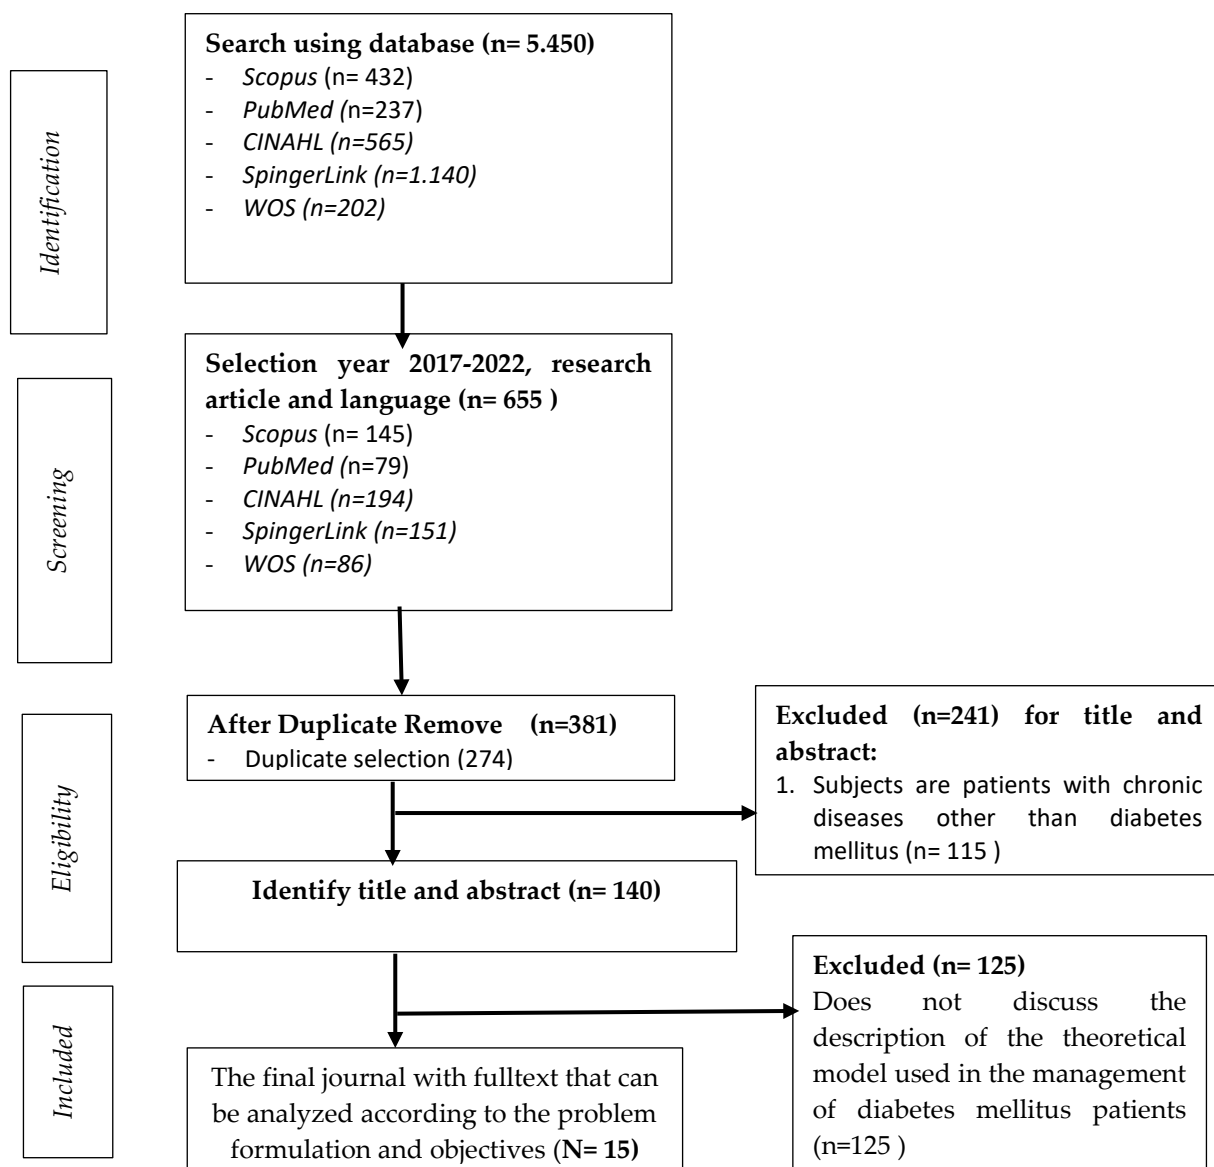 Search using database (n= 5.450)
- Scopus (n= 432)
- PubMed (n=237)
- CINAHL (n=565)
- SpingerLink (n=1.140)
- WOS (n=202)
Identification
Selection year 2017-2022, research
article and language (n= 655 )
- Scopus (n= 145)
- PubMed (n=79)
- CINAHL (n=194)
- SpingerLink (n=151)
- WOS (n=86)
Screening
After Duplicate Remove (n=381)
- Duplicate selection (274)
Excluded (n=241) for title and
abstract:
1. Subjects are patients with chronic
diseases other than diabetes
mellitus (n= 115 )
Eligibility
Identify title and abstract (n= 140)
Excluded (n= 125)
Does not discuss the
description of the theoretical
model used in the management
of diabetes mellitus patients
(n=125 )
Included
The final journal with fulltext that can
be analyzed according to the problem
formulation and objectives (N= 15)